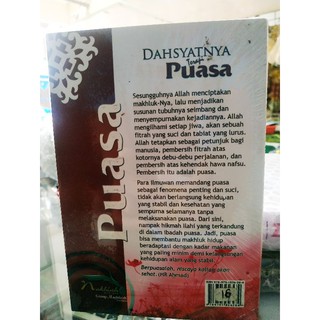 DAHSYATNYA
Terapi
Puasa
Puasa
Sesungguhnya Allah menciptakan
makhluk-Nya, lalu menjadikan
susunan tubuhnya seimbang dan
menyempurnakan kejadiannya. Allah
mengilhami setiap jiwa, akan sebuah
fitrah yang suci dan tabiat yang lurus.
Allah tetapkan sebagai petunjuk bagi
manusia, pembersih fitrah atas
kotornya debu-debu perjalanan, dan
pembersih atas kehendak hawa nafsu.
Pembersih itu adalah puasa.
Para ilmuwan memandang puasa
sebagai fenomena penting dan suci,
tidak akan berlangsung kehidupan
yang stabil dan kesehatan yang
sempurna selamanya tanpa
melaksanakan puasa. Dari sini,
nampak hikmah ilahi yang terkandung
di dalam ibadah puasa. Jadi, puasa
bisa membantu makhluk hidup
beradaptasi dengan kadar makanan
yang paling minim demi kelangsungan
kehidupan alami yang stabil.
Berpuasalah, niscaya kalian akan
sehat. (HR Ahmad)